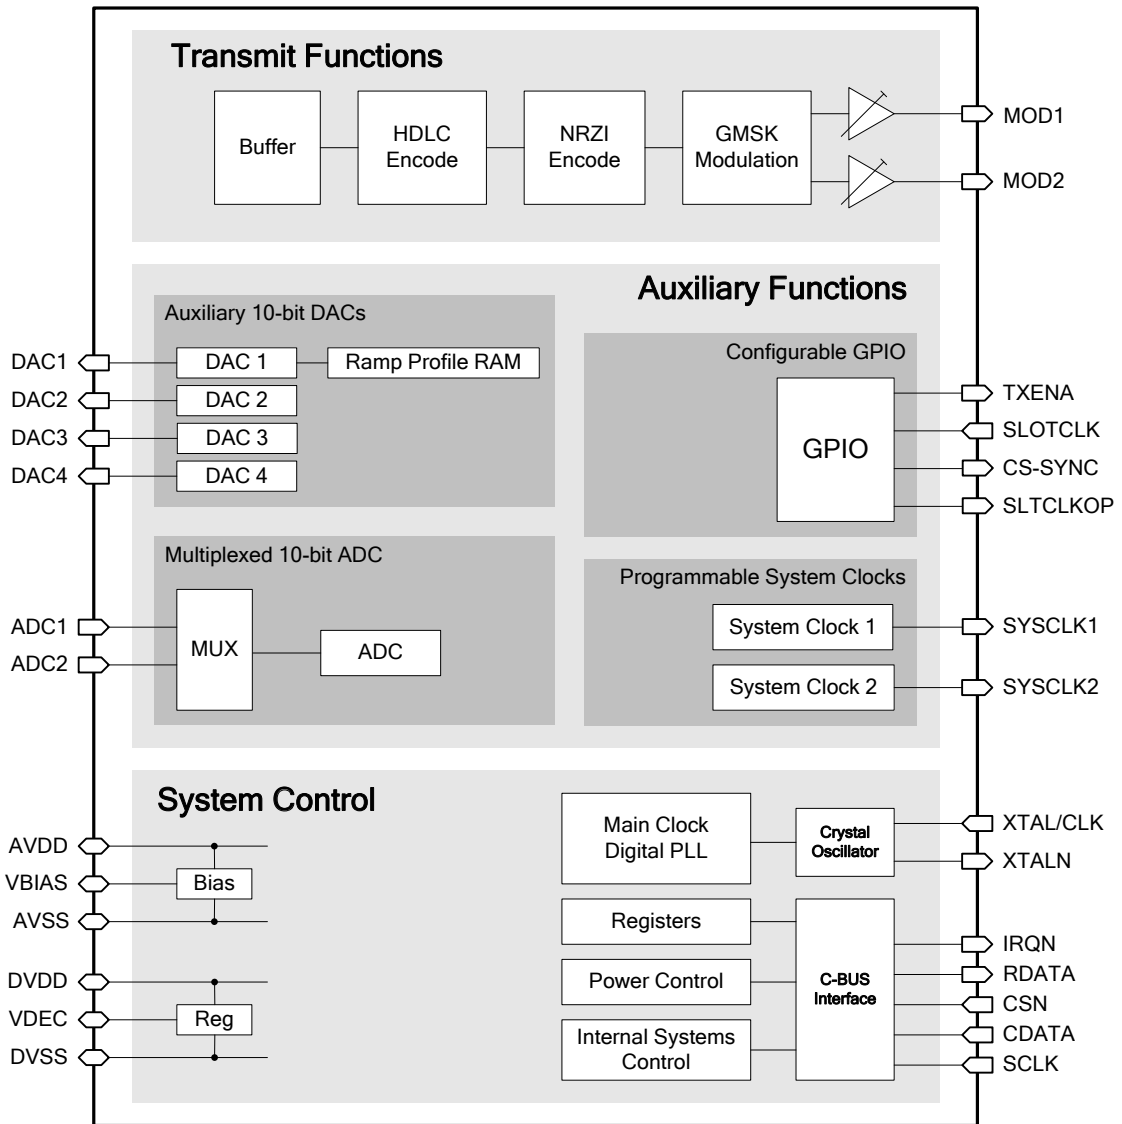 Transmit Functions
Buffer
HDLC
Encode
NRZI
Encode
GMSK
Modulation
MOD1
MOD2
Auxiliary Functions
Auxiliary 10-bit DACs
DAC1
DAC 1
Ramp Profile RAM
DAC2
DAC 2
DAC3
DAC 3
DAC4
DAC 4
Configurable GPIO
GPIO
TXENA
SLOTCLK
CS-SYNC
SLTCLKOP
Multiplexed 10-bit ADC
ADC1
ADC2
MUX
ADC
Programmable System Clocks
System Clock 1
SYSCLK1
System Clock 2
SYSCLK2
System Control
AVDD
VBIAS
Bias
AVSS
DVDD
VDEC
Reg
DVSS
Main Clock
Digital PLL
Crystal
Oscillator
XTAL/CLK
XTALN
Registers
Power Control
Internal Systems
Control
C-BUS
Interface
IRQN
RDATA
CSN
CDATA
SCLK